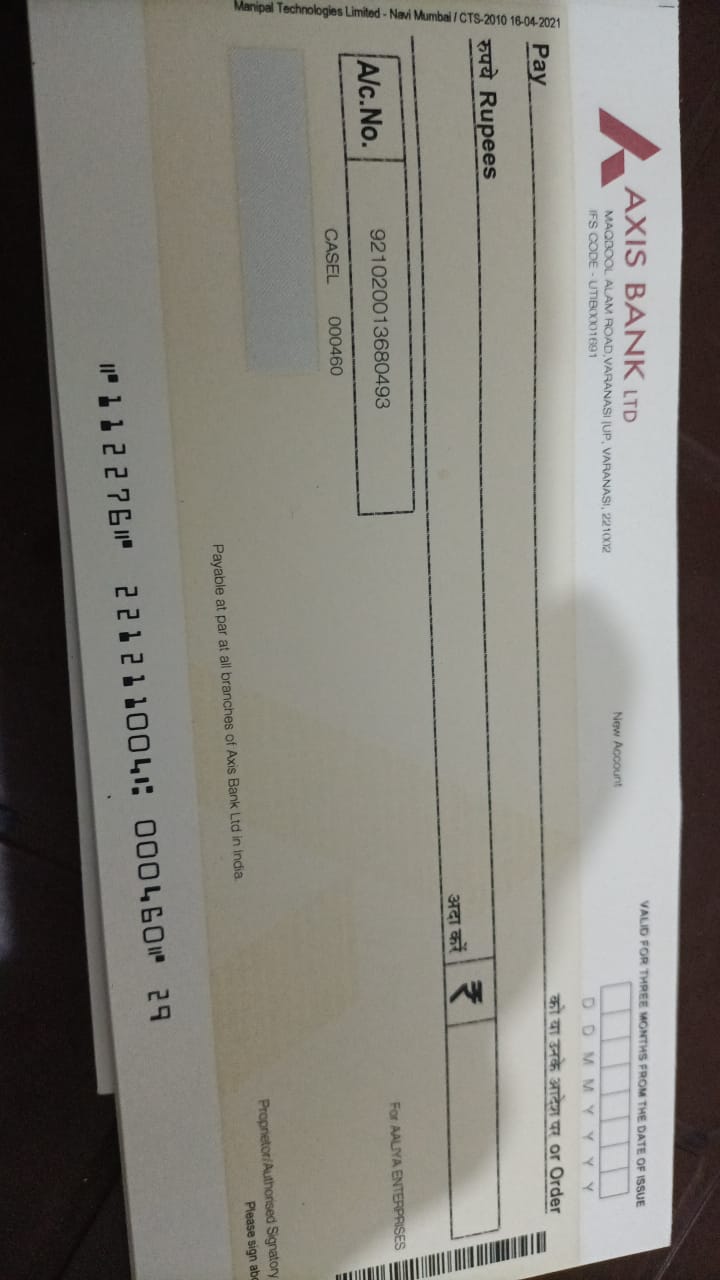 AXIS BANK LTD
MAQBOOL ALAM ROAD, VARANASI [UP, VARANASI, 221002
IFS CODE - UTIB0001691
New Account
VALID FOR THREE MONTHS FROM THE DATE OF ISSUE
D D M M Y Y Y Y
Pay
को या उनके आदेश पर or Order
रुपये Rupees
अदा करें ₹
A/c.No. 921020013680493
CASEL 000460
For AALIYA ENTERPRISES
Proprietor/Authorised Signatory
Please sign abo
Payable at par at all branches of Axis Bank Ltd in India.
⑈112276⑈ 221211004⑆ 000460⑈ 29
Manipal Technologies Limited - Navi Mumbai / CTS-2010 16-04-2021